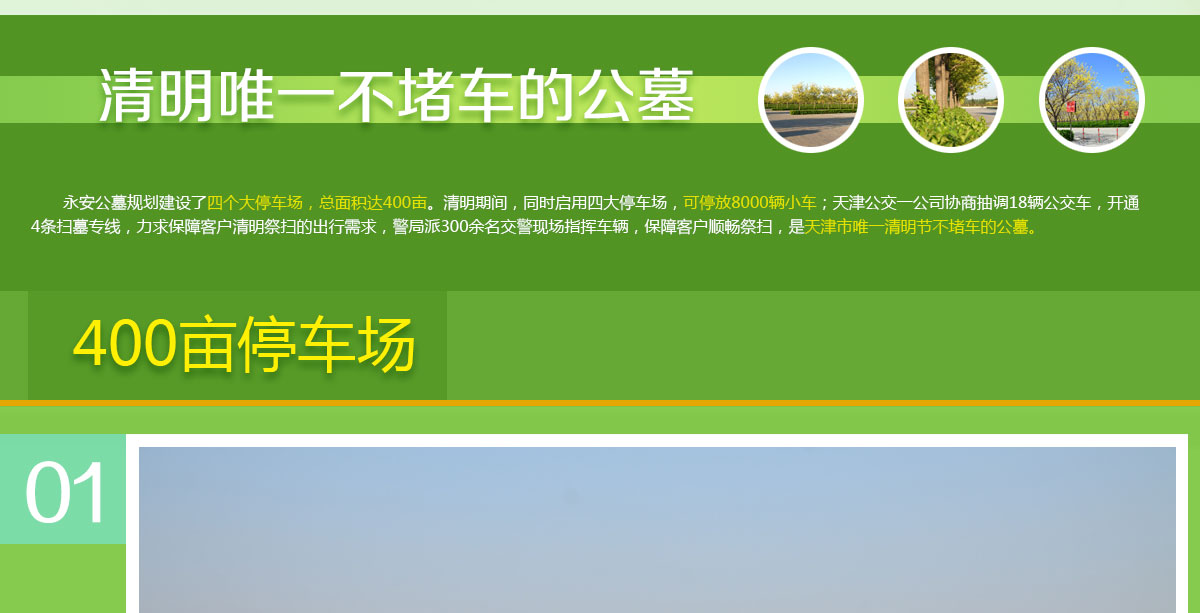 清明唯一不堵车的公墓
永安公墓规划建设了四个大停车场，总面积达400亩。清明期间，同时启用四大停车场，可停放8000辆小车；天津公交一公司协商抽调18辆公交车，开通
4条扫墓专线，力求保障客户清明祭扫的出行需求，警局派300余名交警现场指挥车辆，保障客户顺畅祭扫，是天津市唯一清明节不堵车的公墓。
400亩停车场
01